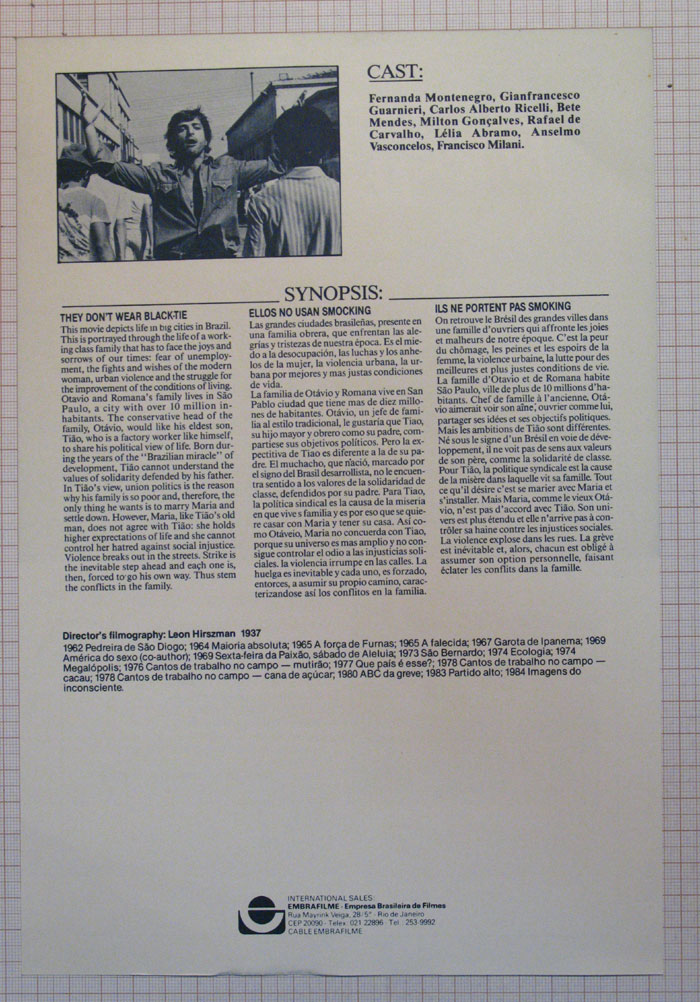 CAST:
Fernanda Montenegro, Gianfrancesco
Guarnieri, Carlos Alberto Ricelli, Bete
Mendes, Milton Gonçalves, Rafael de
Carvalho, Lélia Abramo, Anselmo
Vasconcelos, Francisco Milani.
SYNOPSIS:
THEY DON'T WEAR BLACK-TIE
This movie depicts life in big cities in Brazil.
This is portrayed through the life of a work-
ing class family that has to face the joys and
sorrows of our times: fear of unemploy-
ment, the fights and wishes of the modern
woman, urban violence and the struggle for
the improvement of the conditions of living.
Otavio and Romana's family lives in São
Paulo, a city with over 10 million in-
habitants. The conservative head of the
family, Otávio, would like his eldest son,
Tião, who is a factory worker like himself,
to share his political view of life. Born dur-
ing the years of the "Brazilian miracle" of
development, Tião cannot understand the
values of solidarity defended by his father.
In Tião's view, union politics is the reason
why his family is so poor and, therefore, the
only thing he wants is to marry Maria and
settle down. However, Maria, like Tião's old
man, does not agree with Tião: she holds
higher exprectations of life and she cannot
control her hatred against social injustice.
Violence breaks out in the streets. Strike is
the inevitable step ahead and each one is,
then, forced to go his own way. Thus stem
the conflicts in the family.
ELLOS NO USAN SMOCKING
Las grandes ciudades brasileñas, presente en
una familia obrera, que enfrentan las ale-
grías y tristezas de nuestra época. Es el mie-
do a la desocupación, las luchas y los anhe-
los de la mujer, la violencia urbana, la ur-
bana por mejores y mas justas condiciones
de vida.
La familia de Otávio y Romana vive en San
Pablo ciudad que tiene mas de diez millo-
nes de habitantes. Otávio, un jefe de fami-
lia al estilo tradicional, le gustaría que Tiao,
su hijo mayor y obrero como su padre, com-
partiese sus objetivos políticos. Pero la ex-
pectitiva de Tiao es diferente a la de su pa-
dre. El muchacho, que nació, marcado por
el signo del Brasil desarrollista, no le encuen-
tra sentido a los valores de la solidaridad de
classe, defendidos por su padre. Para Tiao,
la política sindical es la causa de la miseria
en que vive s familia y es por eso que se quie-
re casar con Maria y tener su casa. Así co-
mo Otáveio, Maria no concuerda con Tiao,
porque su universo es mas amplio y no con-
sigue controlar el odio a las injusticias soli-
ciales. la violencia irrumpe en las calles. La
huelga es inevitable y cada uno, es forzado,
entorces, a asumir su propio camino, carac-
terizandose así los conflitos en la familia.
ILS NE PORTENT PAS SMOKING
On retrouve le Brésil des grandes villes dans
une famille d'ouvriers qui affronte les joies
et malheurs de notre époque. C'est la peur
du chômage, les peines et les espoirs de la
femme, la violence urbaine, la lutte pour des
meilleures et plus justes conditions de vie.
La famille d'Otavio et de Romana habite
São Paulo, ville de plus de 10 millions d'ha-
bitants. Chef de famille à l'ancienne, Otá-
vio aimerait voir son aîné, ouvrier comme lui,
partager ses idées et ses objectifs politiques.
Mais les ambitions de Tião sont différentes.
Né sous le signe d'un Brésil en voie de déve-
loppement, il ne voit pas de sens aux valeurs
de son père, comme la solidarité de classe.
Pour Tião, la politique syndicale est la cause
de la misère dans laquelle vit sa famille. Tout
ce qu'il désire c'est se marier avec Maria et
s'installer. Mais Maria, comme le vieux Otá-
vio, n'est pas d'accord avec Tião. Son uni-
vers est plus étendu et elle n'arrive pas à con-
trôler sa haine contre les injustices sociales.
La violence explose dans les rues. La grève
est inévitable et, alors, chacun est obligé à
assumer son option personnelle, faisant
éclater les conflits dans la famille.
Director's filmography: Leon Hirszman 1937
1962 Pedreira de São Diogo; 1964 Maioria absoluta; 1965 A força de Furnas; 1965 A falecida; 1967 Garota de Ipanema; 1969
América do sexo (co-author); 1969 Sexta-feira da Paixão, sábado de Aleluia; 1973 São Bernardo; 1974 Ecologia; 1974
Megalópolis; 1976 Cantos de trabalho no campo — mutirão; 1977 Que país é esse?; 1978 Cantos de trabalho no campo —
cacau; 1978 Cantos de trabalho no campo — cana de açúcar; 1980 ABC da greve; 1983 Partido alto; 1984 Imagens do
inconsciente.
INTERNATIONAL SALES:
EMBRAFILME - Empresa Brasileira de Filmes
Rua Mayrink Veiga, 28-5° - Rio de Janeiro
CEP 20090 - Telex: 021 22896 - Tel.: 253-9992
CABLE EMBRAFILME